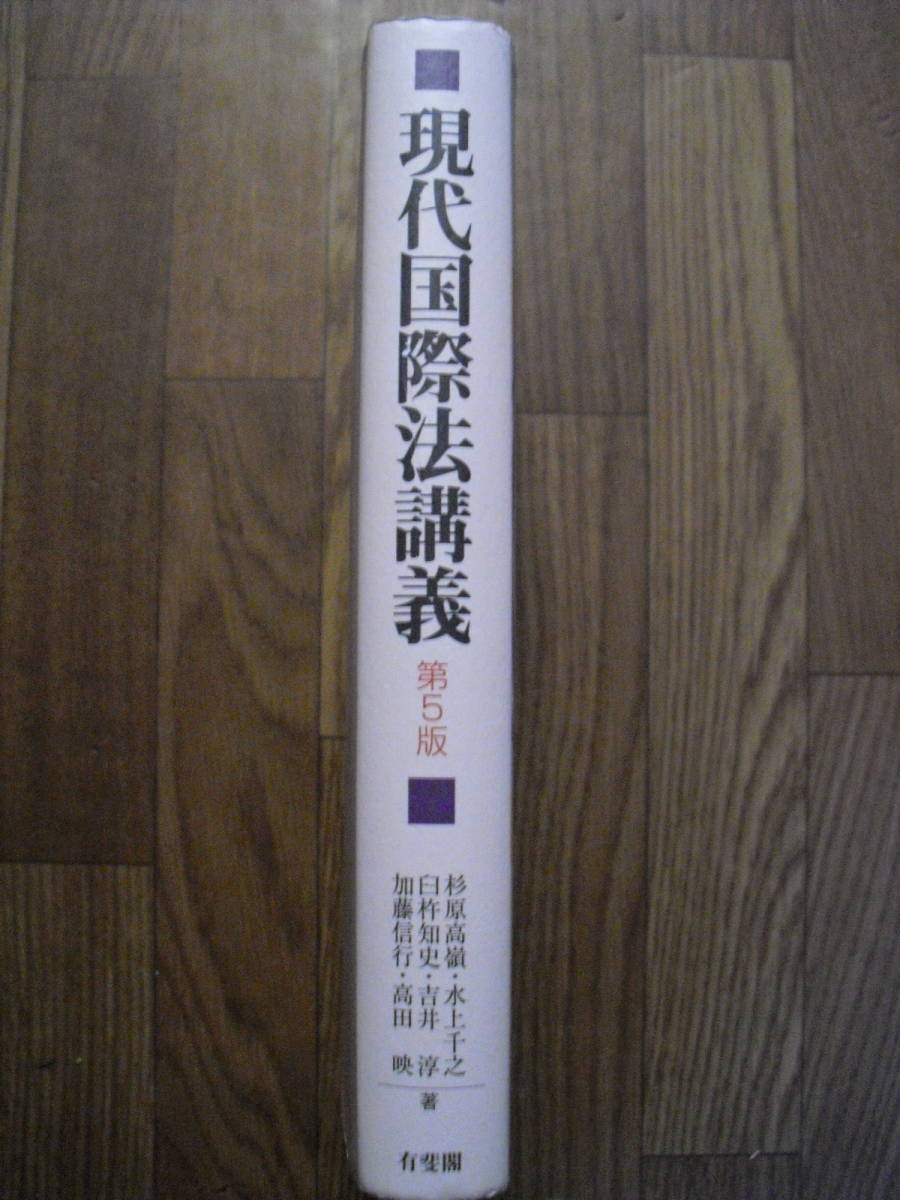 現代国際法講義
第5版
杉原高嶺・水上千之
臼杵知史・吉井 淳
加藤信行・高田 映
著
有斐閣